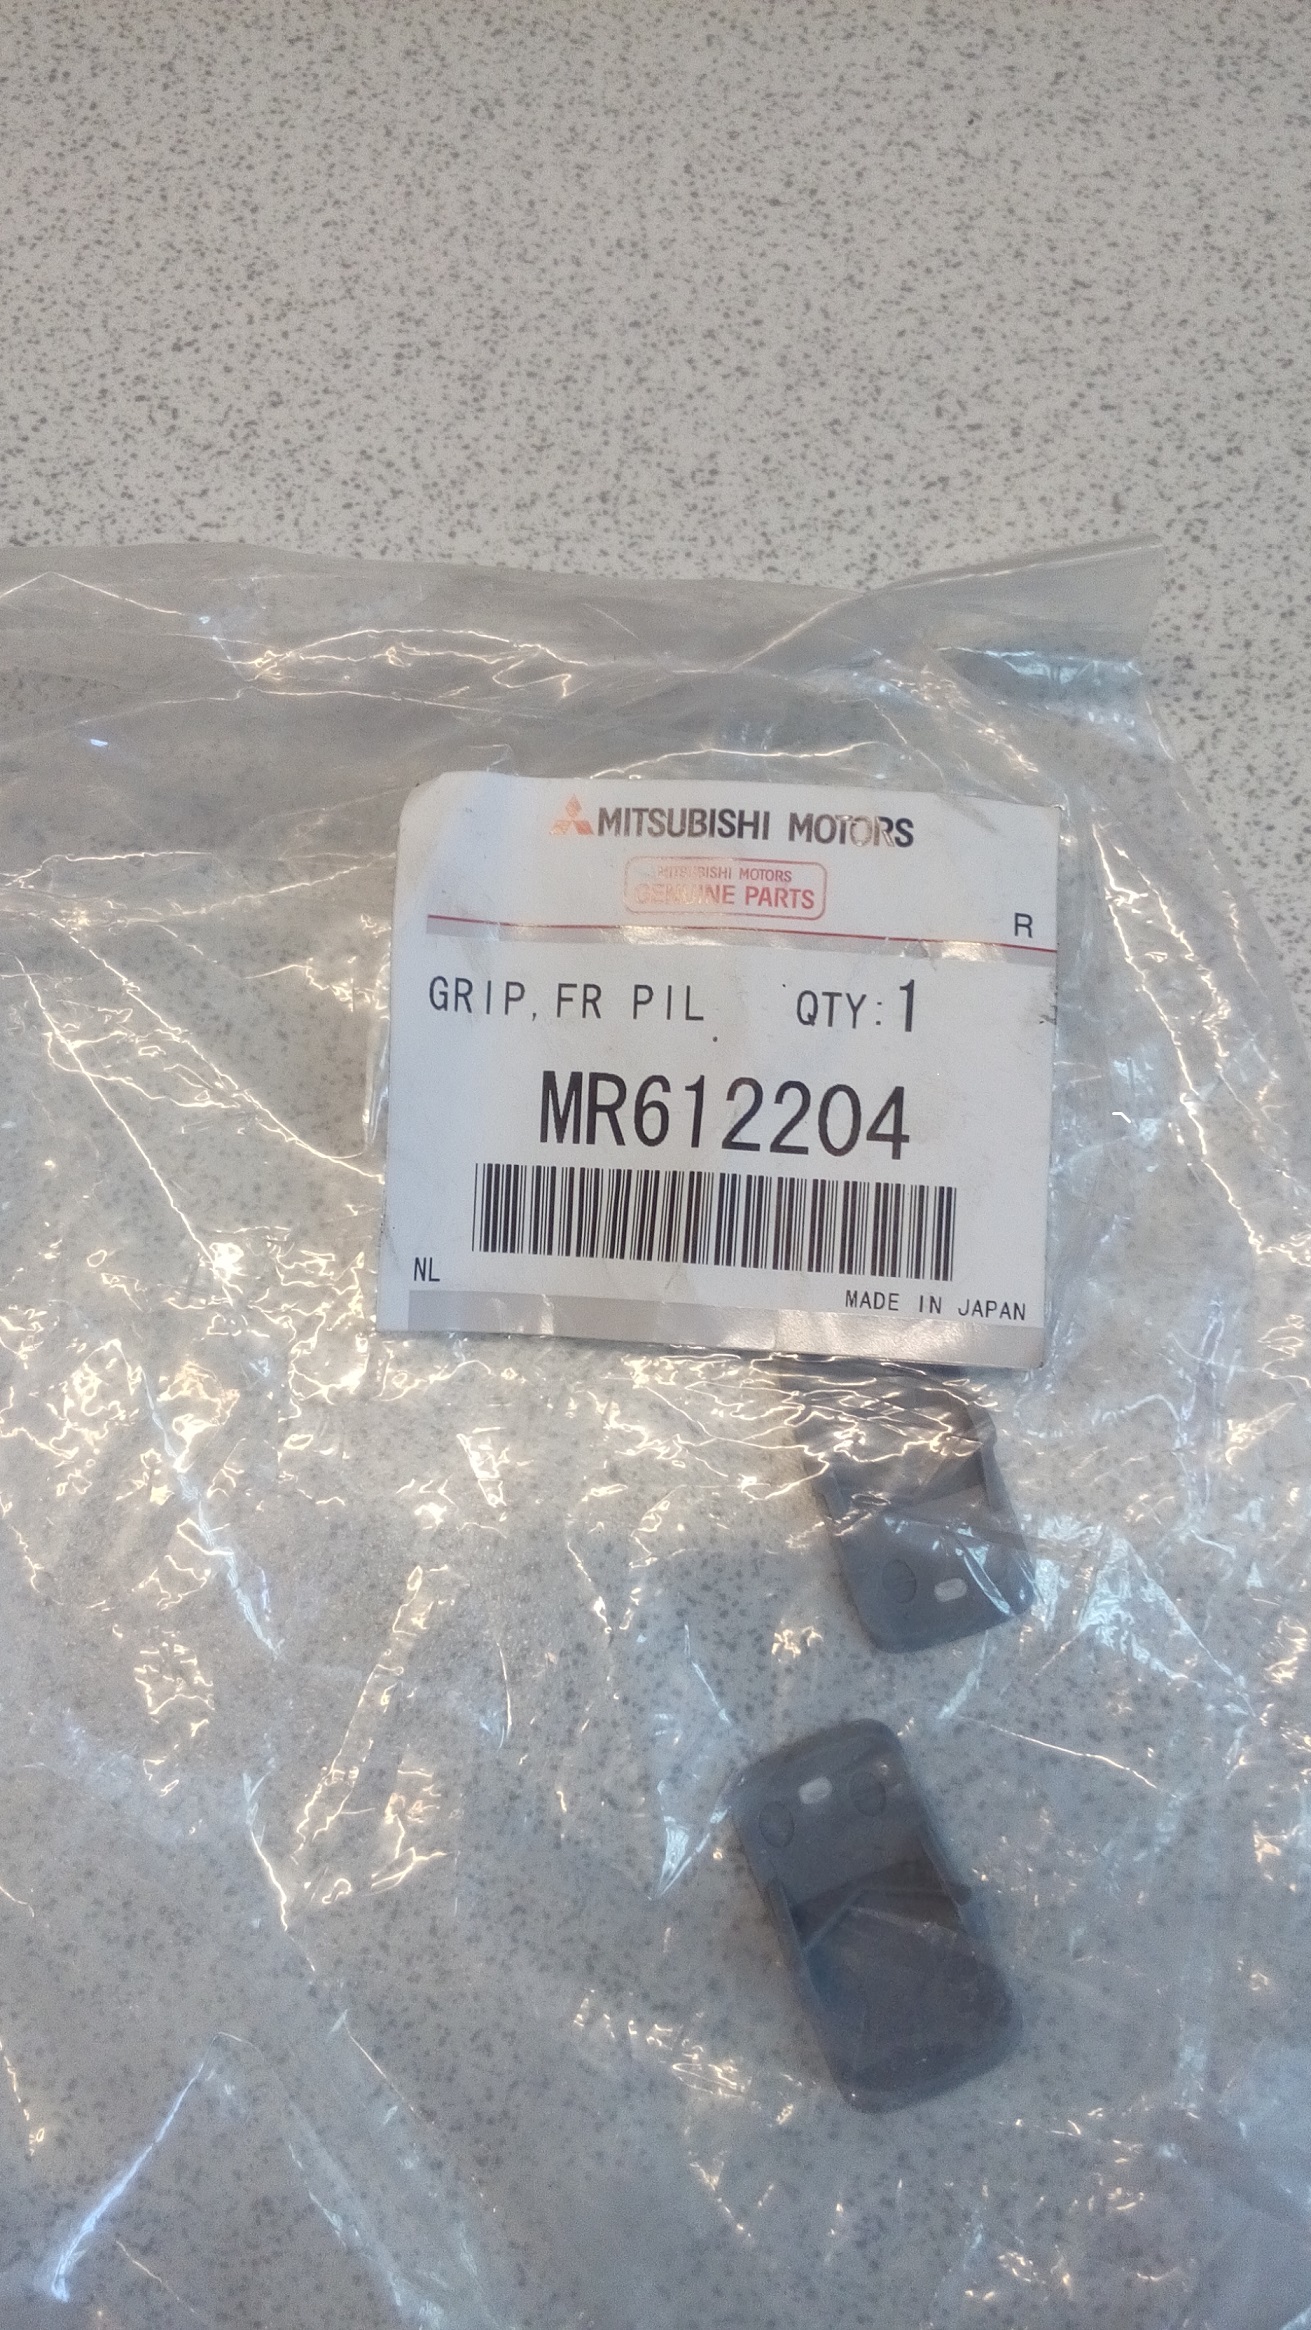 MITSUBISHI MOTORS
MITSUBISHI MOTORS
GENUINE PARTS
R
GRIP, FR PIL QTY: 1
MR612204
NL
MADE IN JAPAN